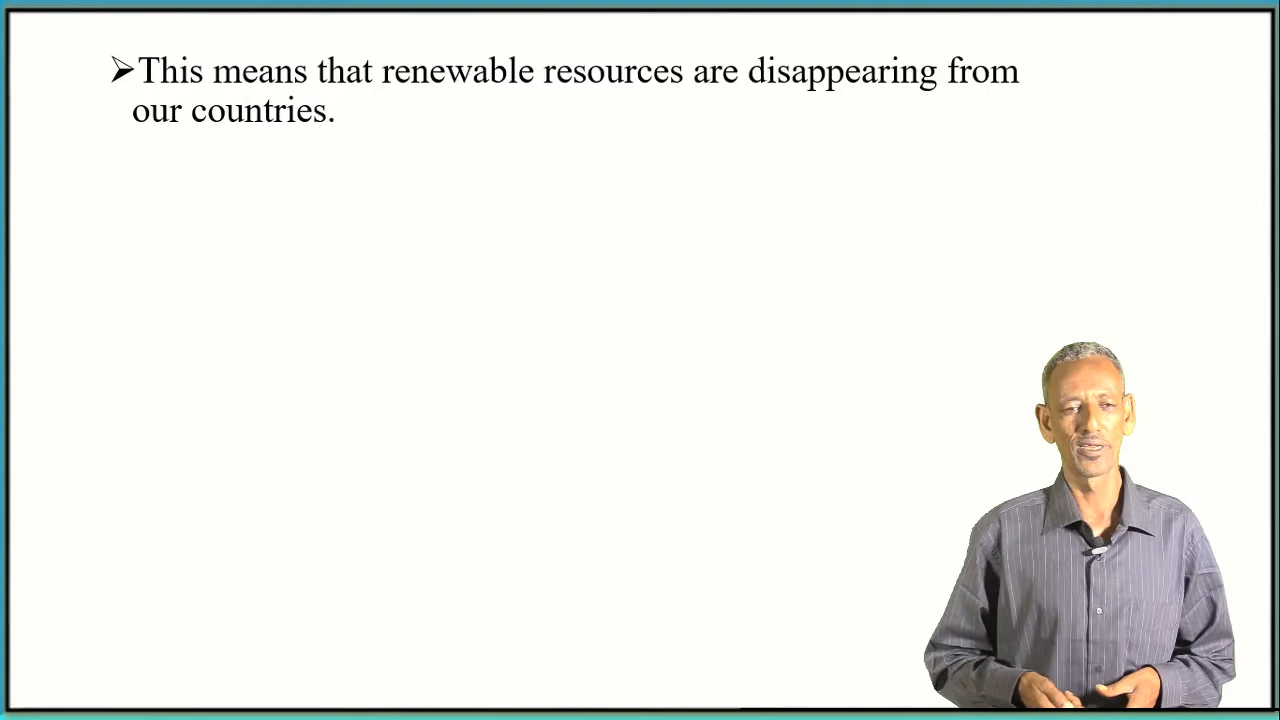 ➢This means that renewable resources are disappearing from
our countries.